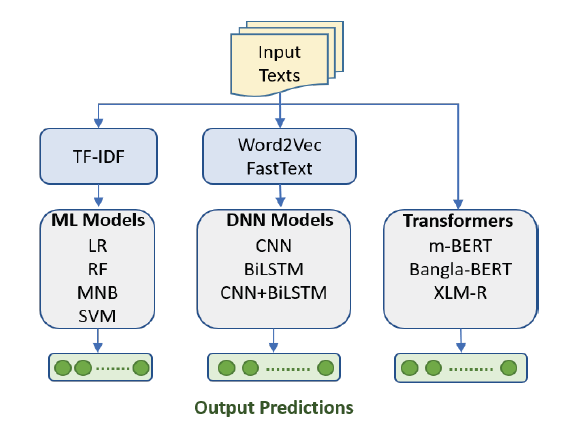 Input
Texts
TF-IDF
Word2Vec
FastText
ML Models
LR
RF
MNB
SVM
DNN Models
CNN
BiLSTM
CNN+BiLSTM
Transformers
m-BERT
Bangla-BERT
XLM-R
Output Predictions